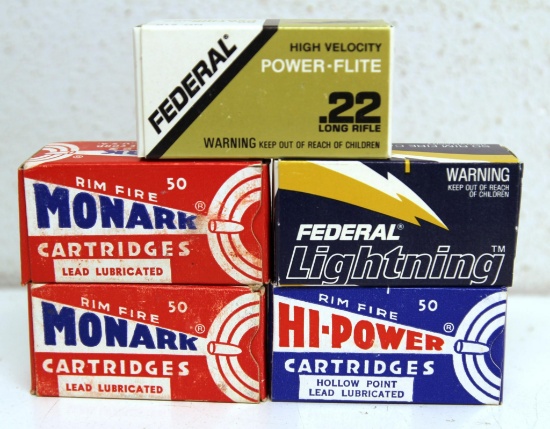 FEDERAL®
HIGH VELOCITY
POWER-FLITE
.22
LONG RIFLE
WARNING KEEP OUT OF REACH OF CHILDREN
RIM FIRE 50
MONARK®
CARTRIDGES
LEAD LUBRICATED
WARNING
KEEP OUT OF REACH
OF CHILDREN
FEDERAL®
Lightning™
RIM FIRE 50
MONARK®
CARTRIDGES
LEAD LUBRICATED
RIM FIRE 50
HI-POWER®
CARTRIDGES
HOLLOW POINT
LEAD LUBRICATED